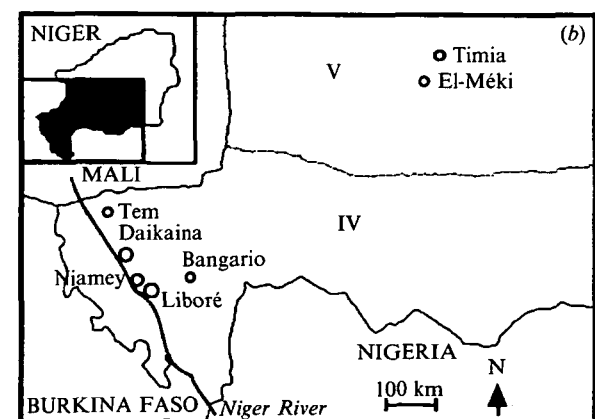 NIGER
(b)
V
Timia
El-Méki
MALI
Tem
Daikaina
IV
Bangario
Niamey
Liboré
NIGERIA
N
BURKINA FASO
Niger River
100 km